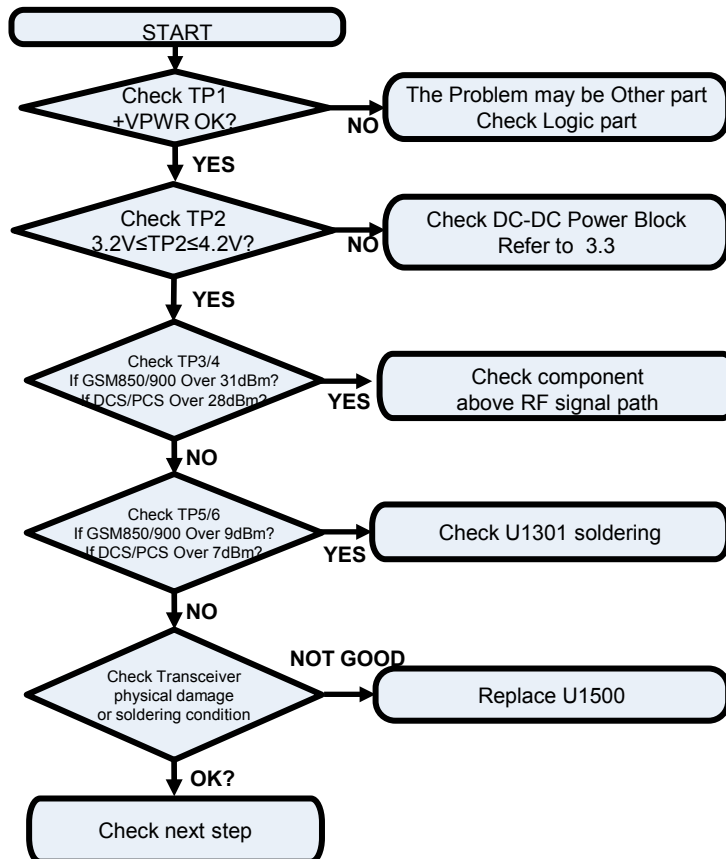 START
Check TP1
+VPWR OK?
NO
The Problem may be Other part
Check Logic part
YES
Check TP2
3.2V≤TP2≤4.2V?
NO
Check DC-DC Power Block
Refer to 3.3
YES
Check TP3/4
If GSM850/900 Over 31dBm?
If DCS/PCS Over 28dBm?
YES
Check component
above RF signal path
NO
Check TP5/6
If GSM850/900 Over 9dBm?
If DCS/PCS Over 7dBm?
YES
Check U1301 soldering
NO
Check Transceiver
physical damage
or soldering condition
NOT GOOD
Replace U1500
OK?
Check next step